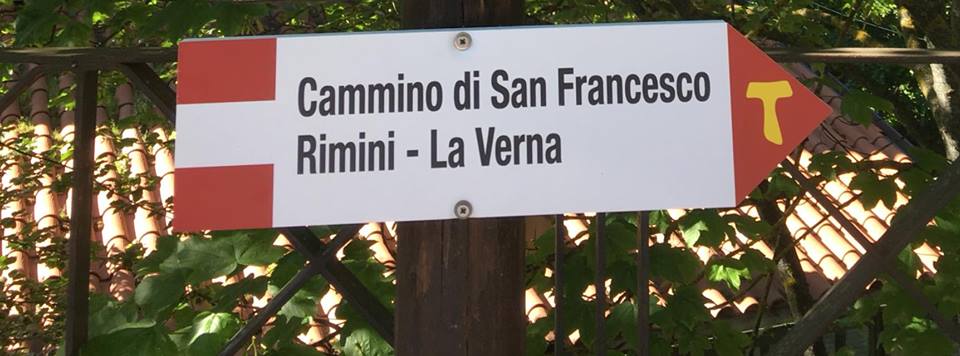 Cammino di San Francesco
Rimini - La Verna